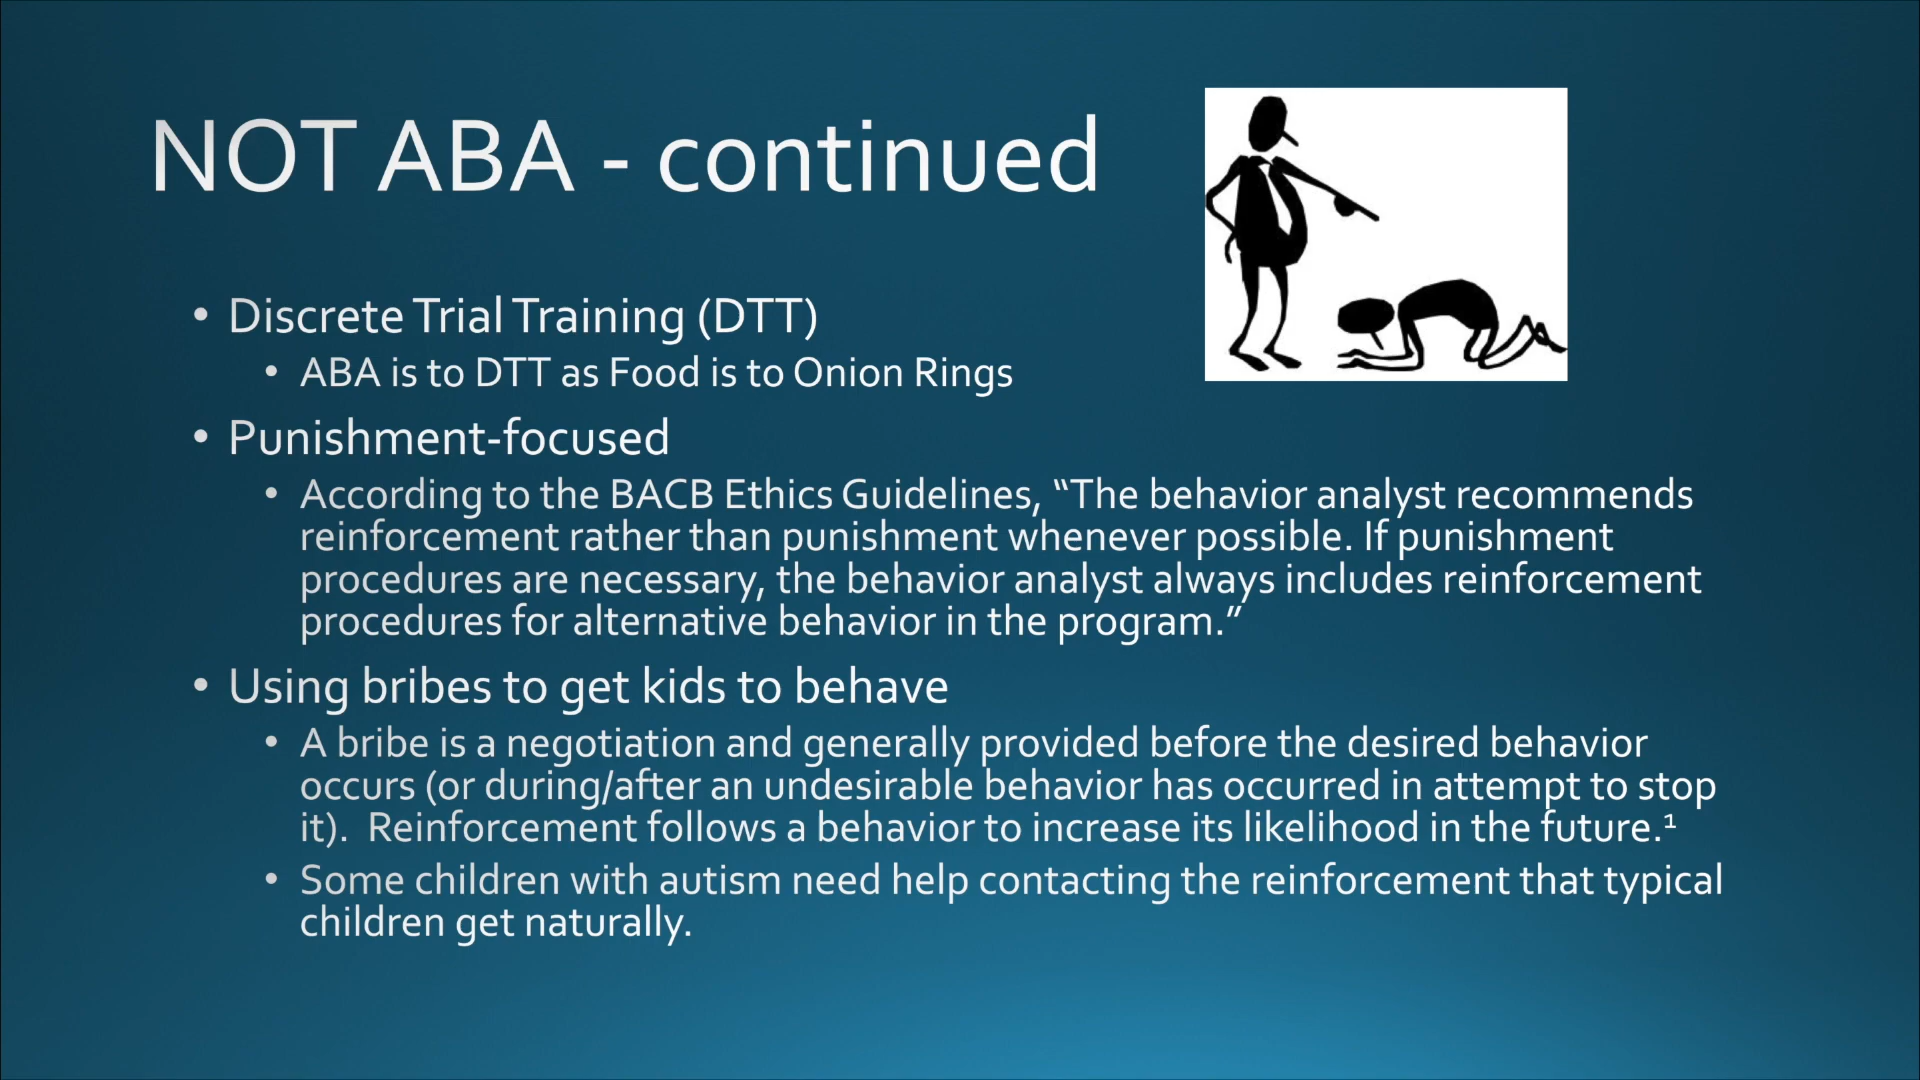 NOT ABA - continued
• Discrete Trial Training (DTT)
• ABA is to DTT as Food is to Onion Rings
• Punishment-focused
• According to the BACB Ethics Guidelines, “The behavior analyst recommends
reinforcement rather than punishment whenever possible. If punishment
procedures are necessary, the behavior analyst always includes reinforcement
procedures for alternative behavior in the program.”
• Using bribes to get kids to behave
• A bribe is a negotiation and generally provided before the desired behavior
occurs (or during/after an undesirable behavior has occurred in attempt to stop
it).  Reinforcement follows a behavior to increase its likelihood in the future.¹
• Some children with autism need help contacting the reinforcement that typical
children get naturally.